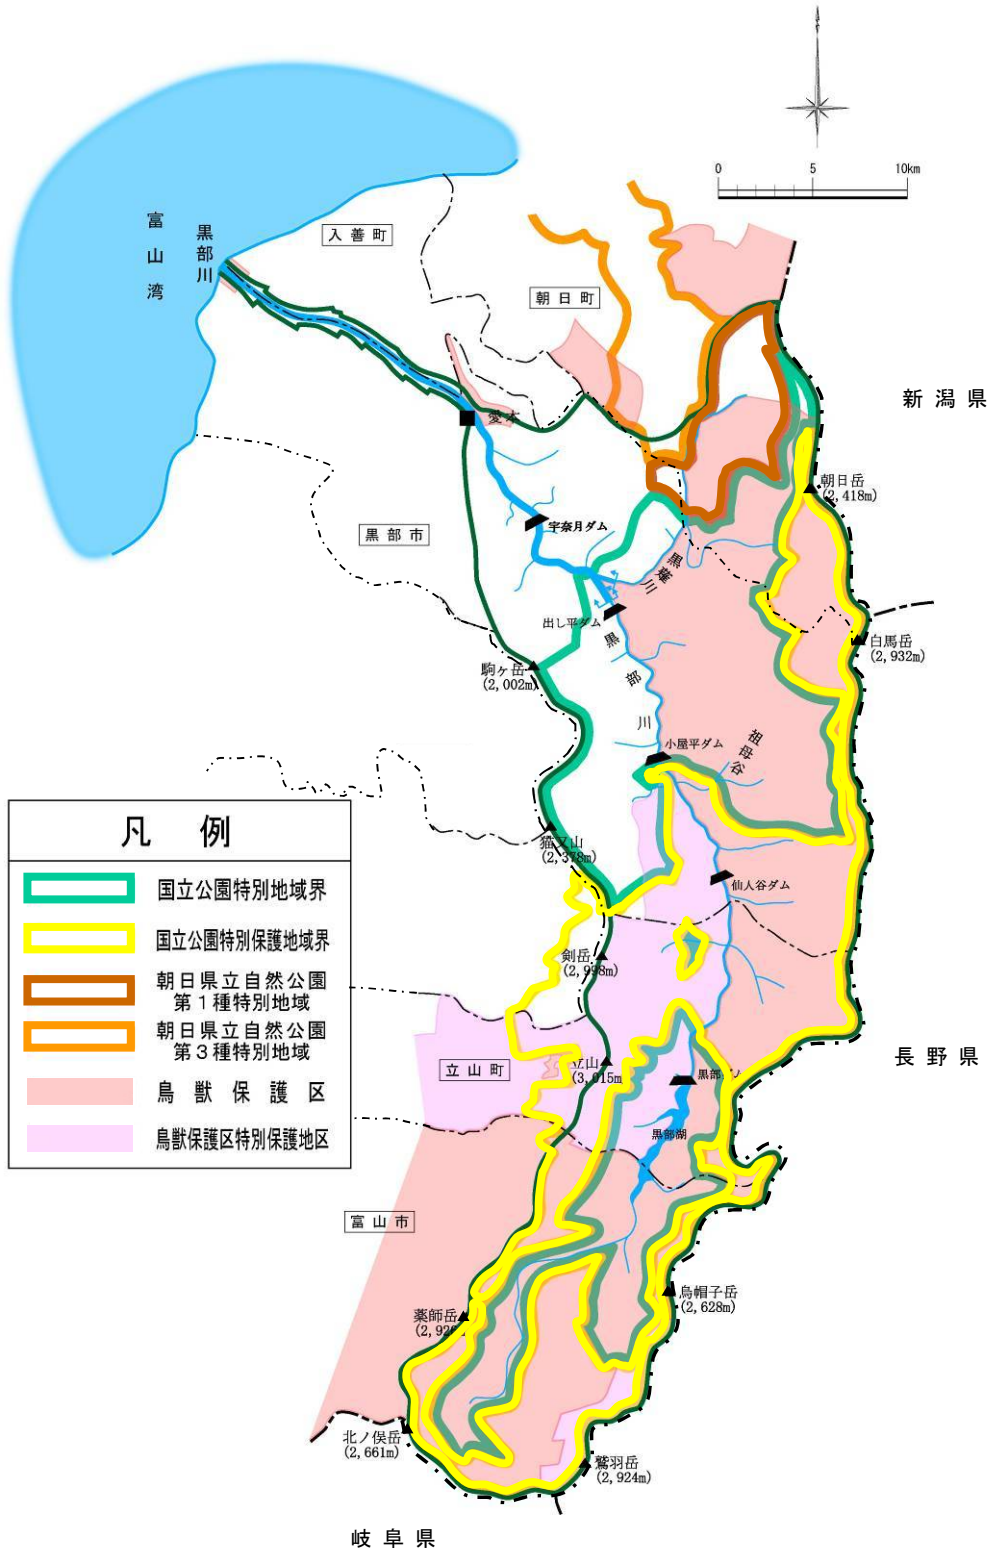 0 5 10km
富山湾
黒部川
入善町
朝日町
新潟県
愛本
朝日岳
(2,418m)
宇奈月ダム
黒部市
黒薙川
出し平ダム
黒部川
白馬岳
(2,932m)
駒ヶ岳
(2,002m)
小屋平ダム
祖母谷
猫又山
(2,378m)
仙人谷ダム
剣岳
(2,998m)
凡例
国立公園特別地域界
国立公園特別保護地域界
朝日県立自然公園
第1種特別地域
朝日県立自然公園
第3種特別地域
鳥獣保護区
鳥獣保護区特別保護地区
立山町
立山
(3,015m
黒部ダム
長野県
黒部湖
富山市
烏帽子岳
(2,628m)
薬師岳
(2,926
北ノ俣岳
(2,661m)
鷲羽岳
(2,924m)
岐阜県